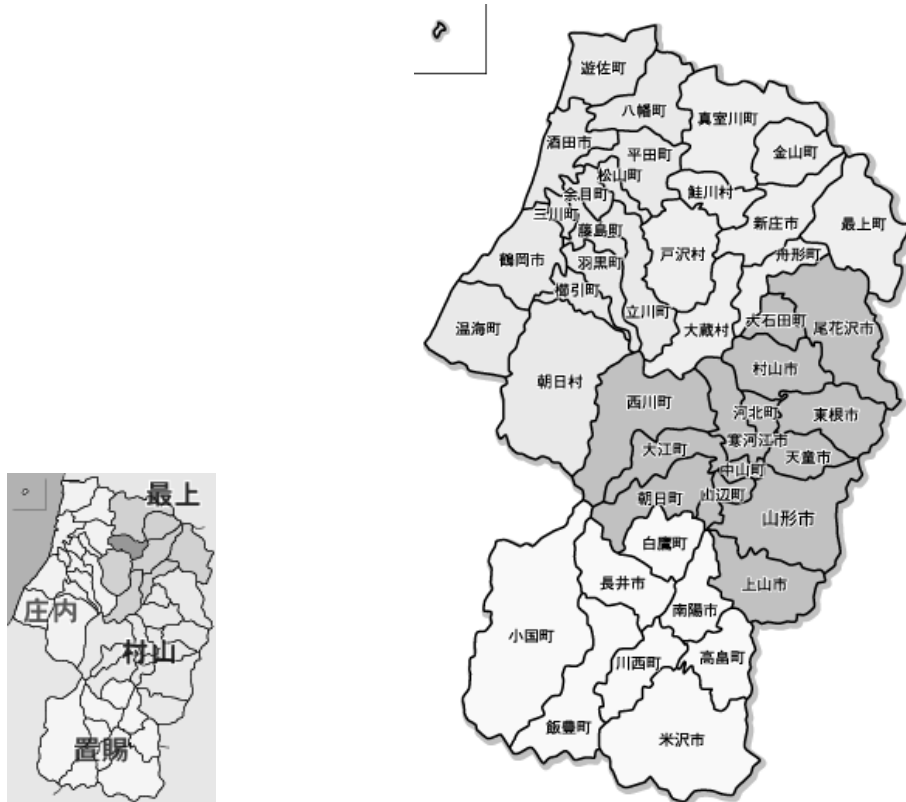 遊佐町
八幡町
真室川町
酒田市
平田町
金山町
松山町
余目町
鮭川村
三川町
藤島町
新庄市
最上町
鶴岡市
羽黒町
戸沢村
舟形町
櫛引町
立川町
大蔵村
大石田町
尾花沢市
温海町
村山市
朝日村
西川町
河北町
東根市
寒河江市
大江町
天童市
中山町
朝日町
山辺町
山形市
白鷹町
長井市
上山市
南陽市
小国町
川西町
高畠町
飯豊町
米沢市
最上
庄内
村山
置賜